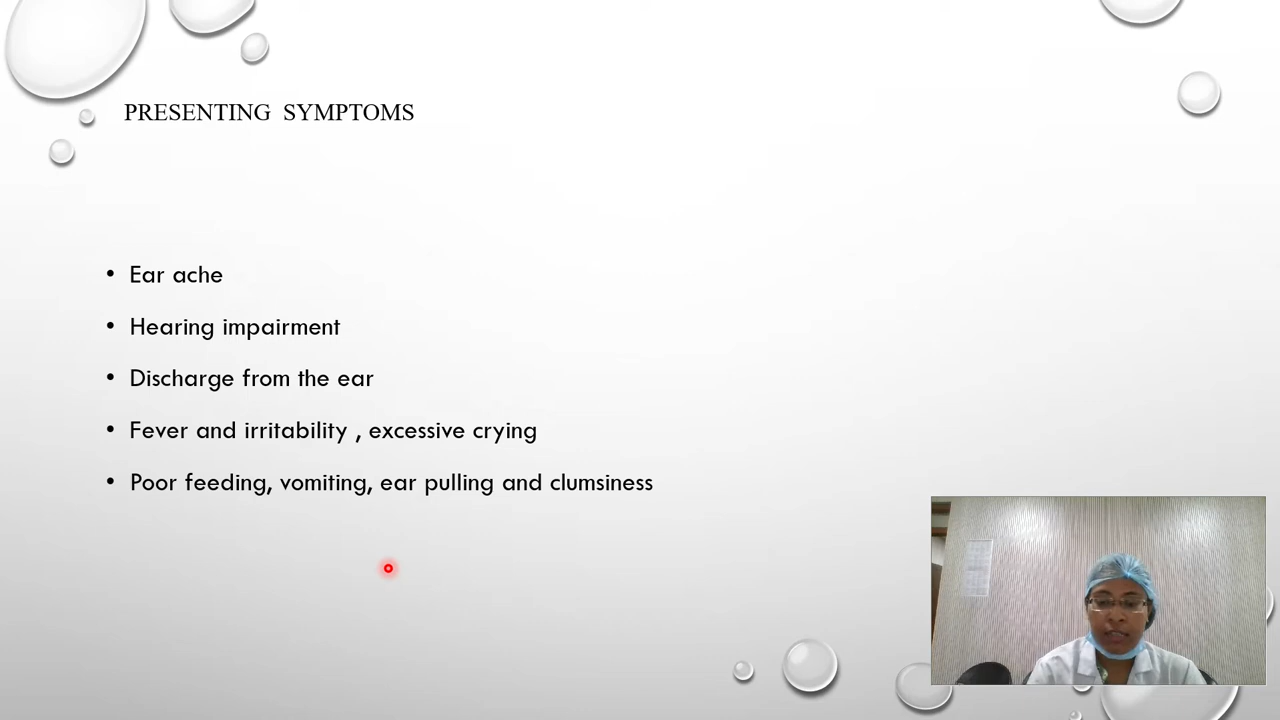 PRESENTING SYMPTOMS
• Ear ache
• Hearing impairment
• Discharge from the ear
• Fever and irritability , excessive crying
• Poor feeding, vomiting, ear pulling and clumsiness